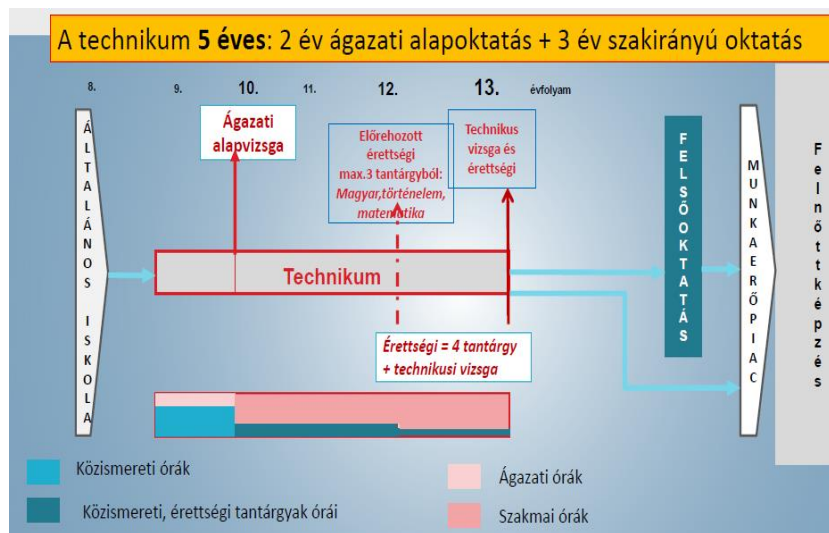 A technikum 5 éves: 2 év ágazati alapoktatás + 3 év szakirányú oktatás
8.
9.
10.
11.
12.
13.
évfolyam
ÁLTALÁNOS ISKOLA
Ágazati
alapvizsga
Előrehozott
érettségi
max.3 tantárgyból:
Magyar,történelem,
matematika
Technikus
vizsga és
érettségi
Technikum
Érettségi = 4 tantárgy
+ technikusi vizsga
FELSŐOKTATÁS
MUNKAERŐPIAC
Felnőttképzés
Közismereti órák
Közismereti, érettségi tantárgyak órái
Ágazati órák
Szakmai órák